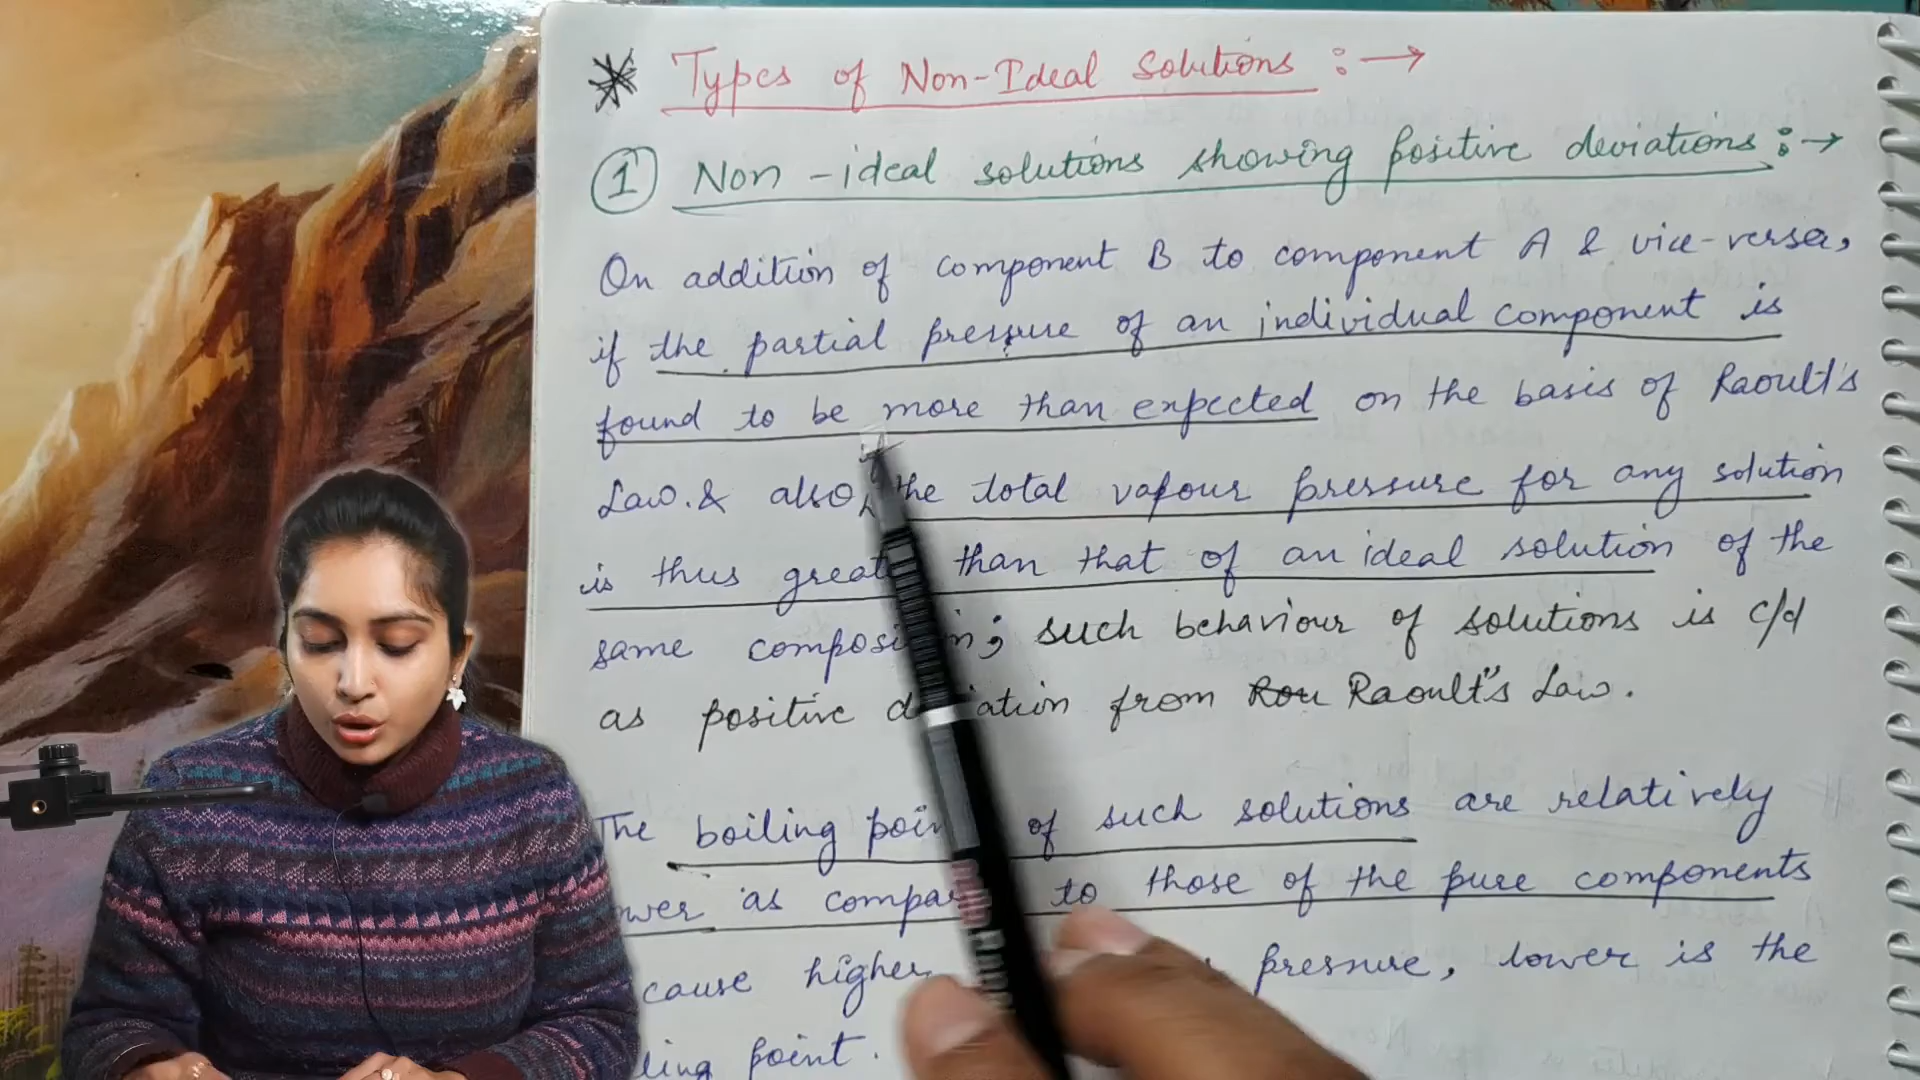 * Types of Non-Ideal Solutions :→
① Non-ideal solutions showing positive deviations :→
On addition of component B to component A & vice-versa,
if the partial pressure of an individual component is
found to be more than expected on the basis of Raoult's
Law. & also, the total vapour pressure for any solution
is thus great than that of an ideal solution of the
same composi n; such behaviour of solutions is c/d
as positive d ation from Raoult's Law.
The boiling poin of such solutions are relatively
wer as compa to those of the pure components
cause higher pressure, lower is the
ling point.